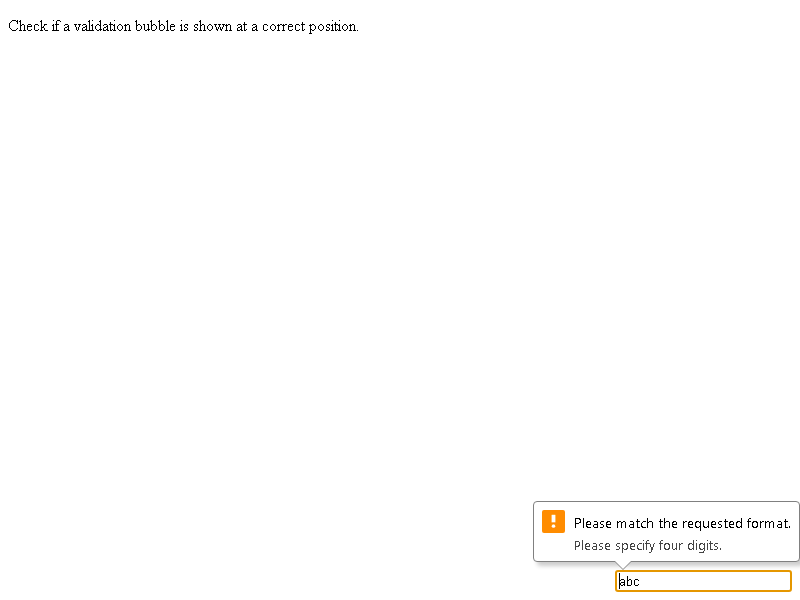 Check if a validation bubble is shown at a correct position.
Please match the requested format.
Please specify four digits.
abc